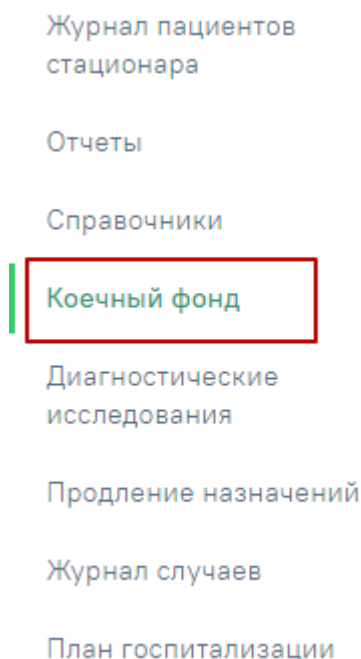 Журнал пациентов
стационара
Отчеты
Справочники
Коечный фонд
Диагностические
исследования
Продление назначений
Журнал случаев
План госпитализации